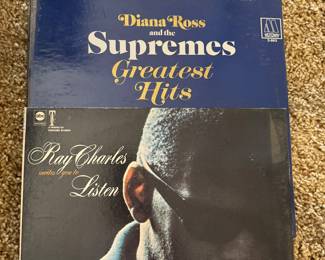 Diana Ross
and the
Supremes
Greatest
Hits
Ray Charles
invites you to
Listen